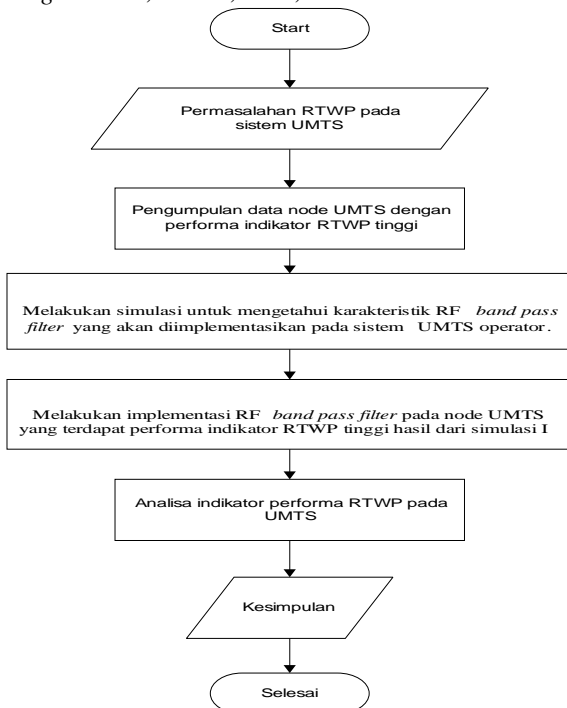 Start
Permasalahan RTWP pada
sistem UMTS
Pengumpulan data node UMTS dengan
performa indikator RTWP tinggi
Melakukan simulasi untuk mengetahui karakteristik RF band pass
filter yang akan diimplementasikan pada sistem UMTS operator.
Melakukan implementasi RF band pass filter pada node UMTS
yang terdapat performa indikator RTWP tinggi hasil dari simulasi I
Analisa indikator performa RTWP pada
UMTS
Kesimpulan
Selesai